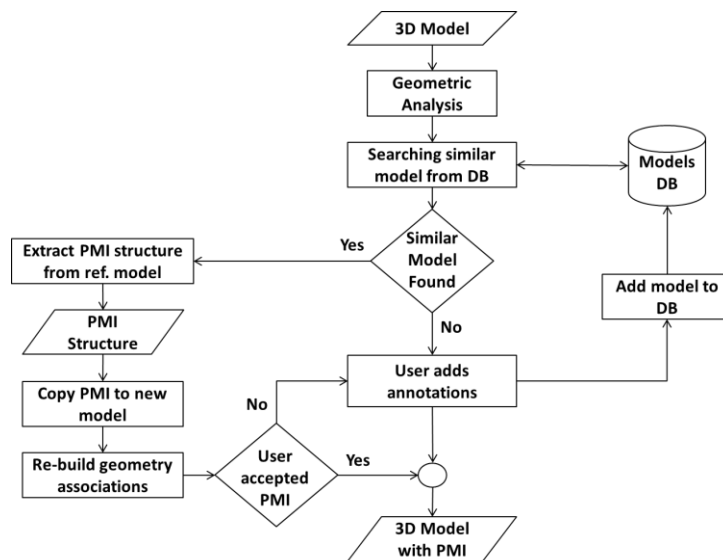 3D Model
Geometric
Analysis
Searching similar
model from DB
Models
DB
Similar
Model
Found
Yes
No
Extract PMI structure
from ref. model
PMI
Structure
Copy PMI to new
model
Re-build geometry
associations
User
accepted
PMI
No
Yes
User adds
annotations
Add model to
DB
3D Model
with PMI